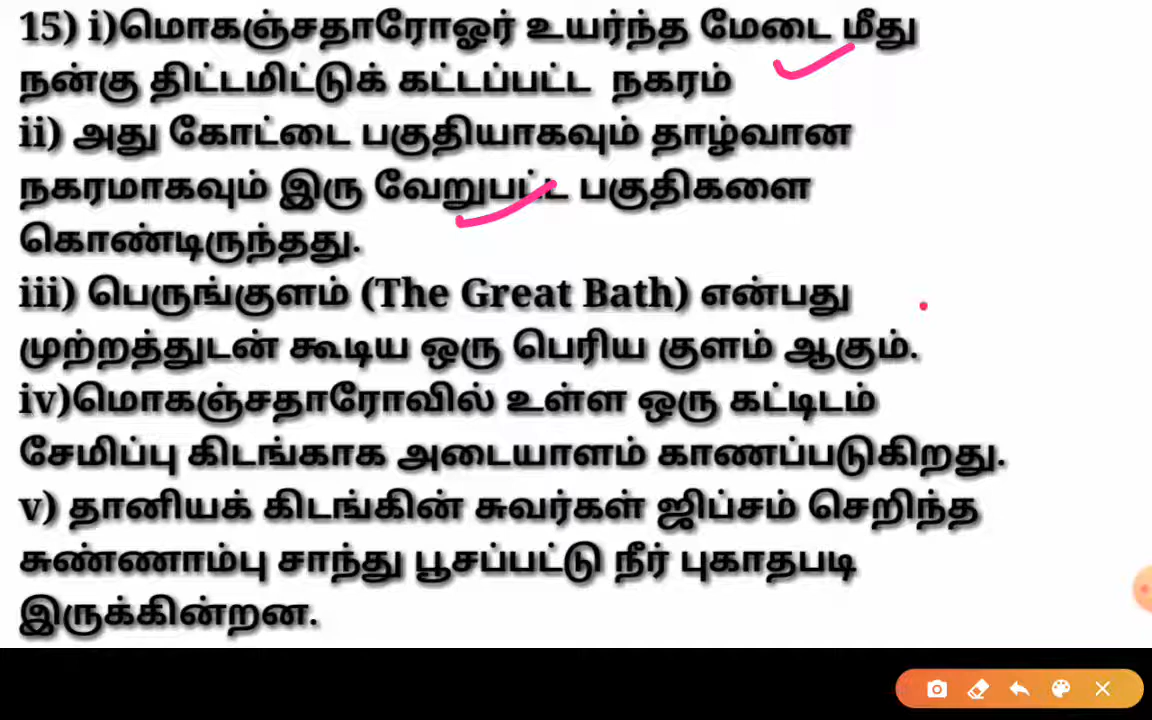 15) i)மொகஞ்சதாரோஓர் உயர்ந்த மேடை மீது
நன்கு திட்டமிட்டுக் கட்டப்பட்ட நகரம்
ii) அது கோட்டை பகுதியாகவும் தாழ்வான
நகரமாகவும் இரு வேறுபட்ட பகுதிகளை
கொண்டிருந்தது.
iii) பெருங்குளம் (The Great Bath) என்பது
முற்றத்துடன் கூடிய ஒரு பெரிய குளம் ஆகும்.
iv)மொகஞ்சதாரோவில் உள்ள ஒரு கட்டிடம்
சேமிப்பு கிடங்காக அடையாளம் காணப்படுகிறது.
v) தானியக் கிடங்கின் சுவர்கள் ஜிப்சம் செறிந்த
சுண்ணாம்பு சாந்து பூசப்பட்டு நீர் புகாதபடி
இருக்கின்றன.